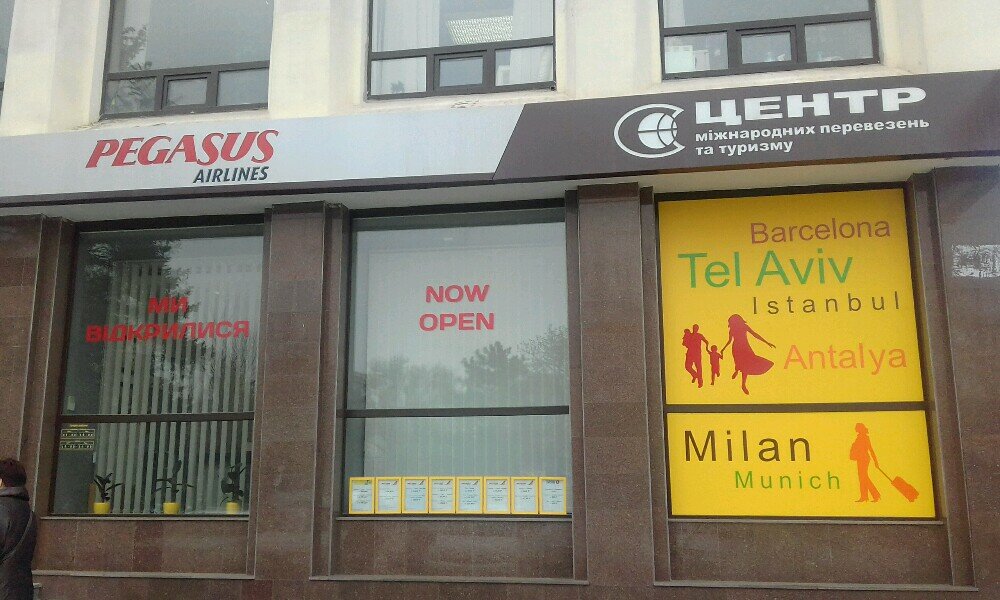 PEGASUS
AIRLINES
ЦЕНТР
міжнародних перевезень
та туризму
МИ
ВІДКРИЛИСЯ
NOW
OPEN
Barcelona
Tel Aviv
Istanbul
Antalya
Milan
Munich